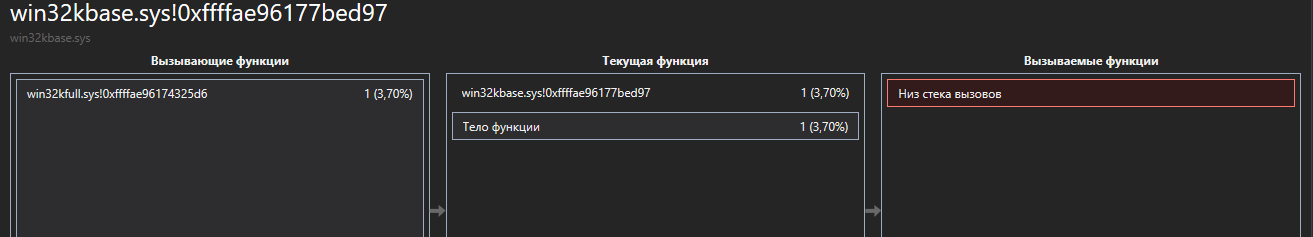 win32kbase.sys!0xffffae96177bed97
win32kbase.sys
Вызывающие функции
win32kfull.sys!0xffffae96174325d6 1 (3,70%)
Текущая функция
win32kbase.sys!0xffffae96177bed97 1 (3,70%)
Тело функции 1 (3,70%)
Вызываемые функции
Низ стека вызовов